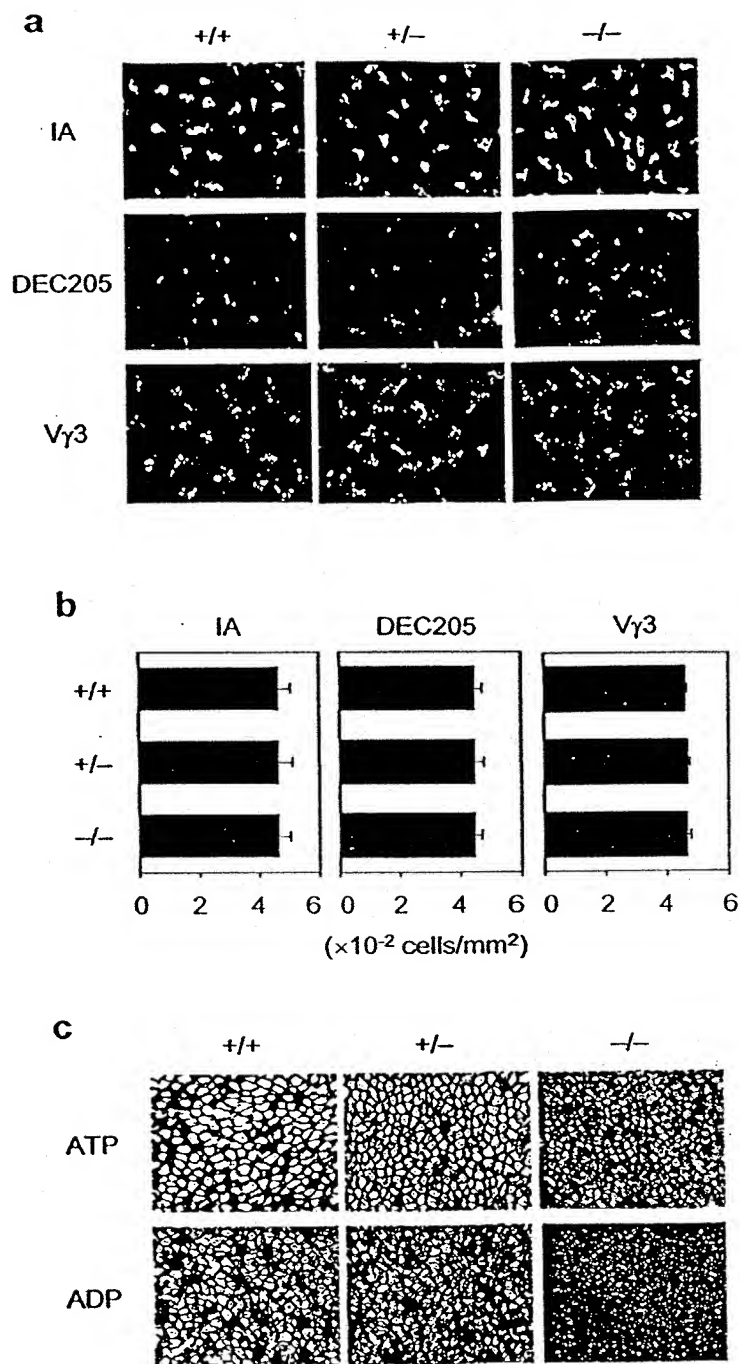 a
+/+ +/– –/–
IA
DEC205
Vγ3
b
IA DEC205 Vγ3
+/+
+/–
–/–
0 2 4 6 0 2 4 6 0 2 4 6
(×10⁻² cells/mm²)
c
+/+ +/– –/–
ATP
ADP